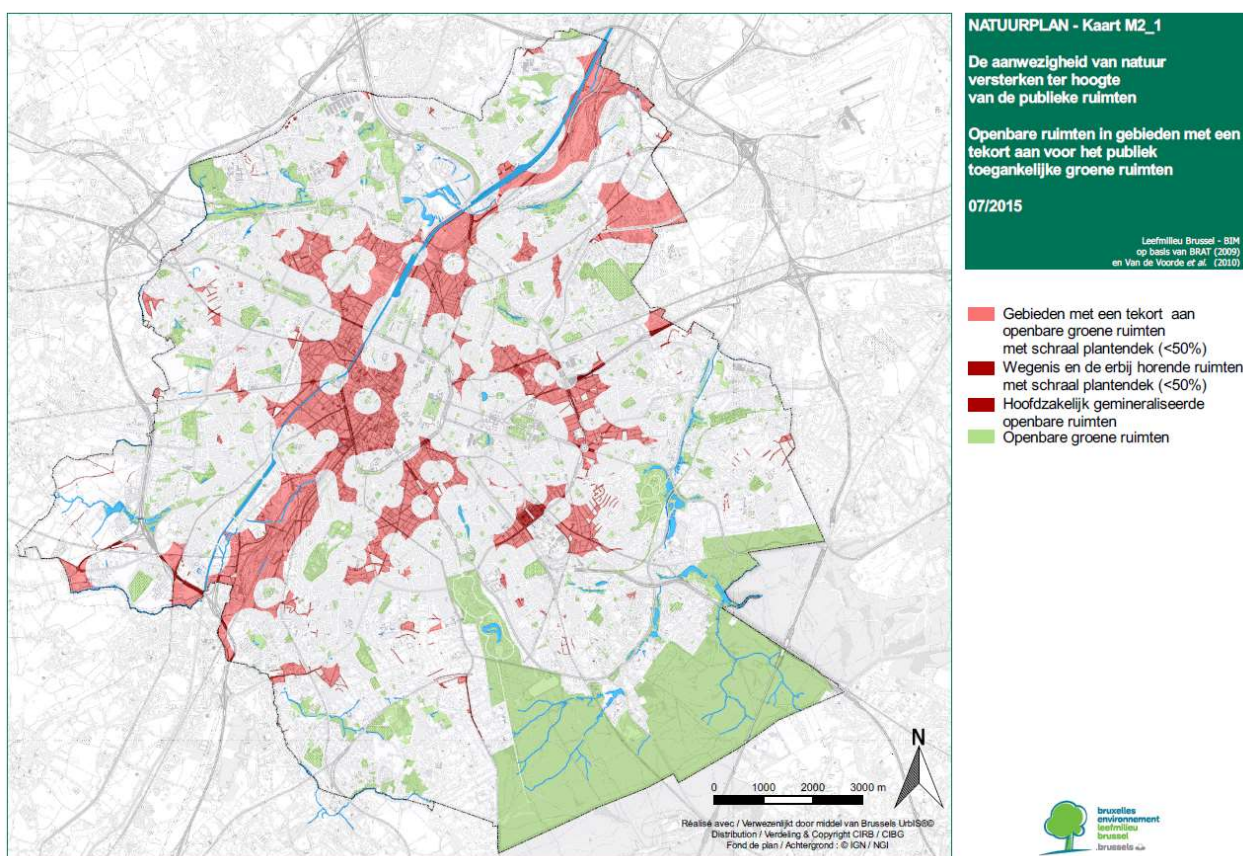 NATUURPLAN - Kaart M2_1
De aanwezigheid van natuur
versterken ter hoogte
van de publieke ruimten
Openbare ruimten in gebieden met een
tekort aan voor het publiek
toegankelijke groene ruimten
07/2015
Leefmilieu Brussel - BIM
op basis van BRAT (2009)
en Van de Voorde et al. (2010)
Gebieden met een tekort aan
openbare groene ruimten
met schraal plantendek (<50%)
Wegenis en de erbij horende ruimten
met schraal plantendek (<50%)
Hoofdzakelijk gemineraliseerde
openbare ruimten
Openbare groene ruimten
N
0 1000 2000 3000 m
Réalisé avec / Verwezenlijkt door middel van Brussels UrbIS®©
Distribution / Verdeling & Copyright CIRB / CIBG
Fond de plan / Achtergrond : © IGN / NGI
bruxelles
environnement
leefmilieu
brussel
.brussels